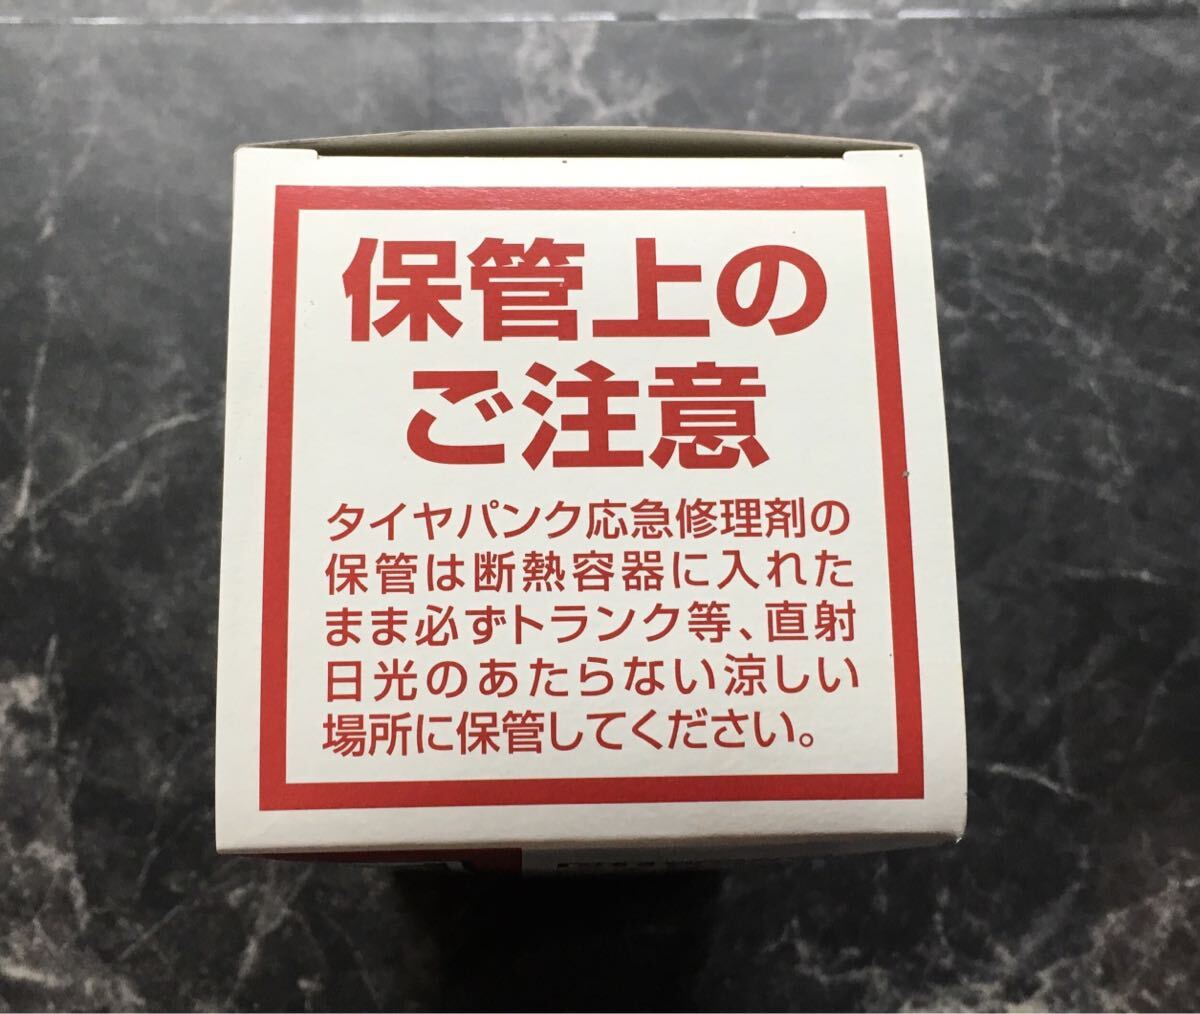 保管上の
ご注意
タイヤパンク応急修理剤の
保管は断熱容器に入れた
まま必ずトランク等、直射
日光のあたらない涼しい
場所に保管してください。